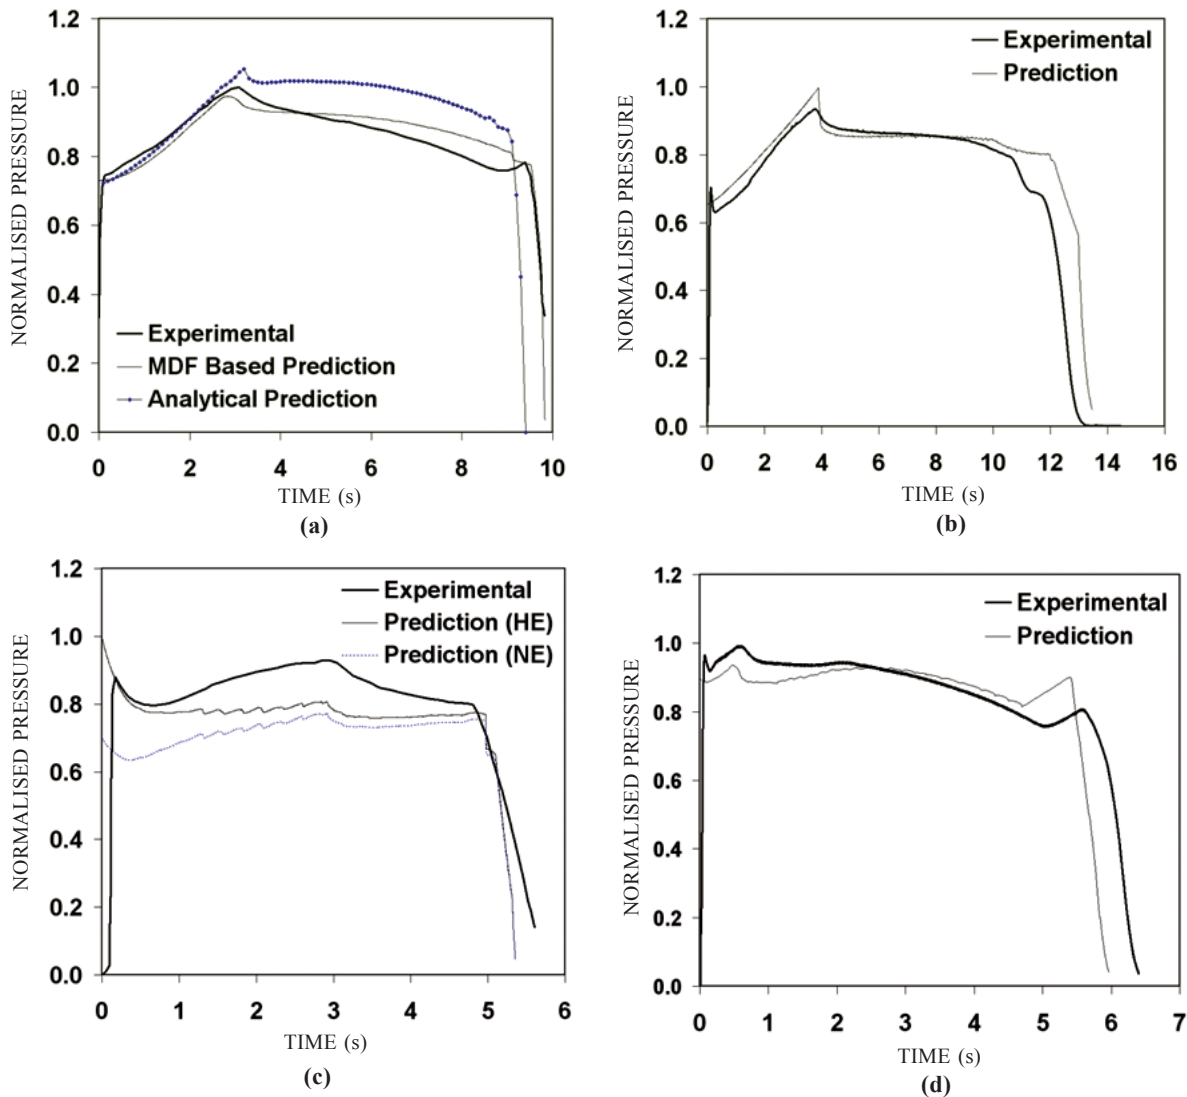 1.2
1.0
0.8
0.6
0.4
0.2
0.0
NORMALISED PRESSURE
Experimental
MDF Based Prediction
Analytical Prediction
0 2 4 6 8 10
TIME (s)
(a)
1.2
1.0
0.8
0.6
0.4
0.2
0.0
NORMALISED PRESSURE
Experimental
Prediction
0 2 4 6 8 10 12 14 16
TIME (s)
(b)
1.2
1.0
0.8
0.6
0.4
0.2
0.0
NORMALISED PRESSURE
Experimental
Prediction (HE)
Prediction (NE)
0 1 2 3 4 5 6
TIME (s)
(c)
1.2
1.0
0.8
0.6
0.4
0.2
0.0
NORMALISED PRESSURE
Experimental
Prediction
0 1 2 3 4 5 6 7
TIME (s)
(d)